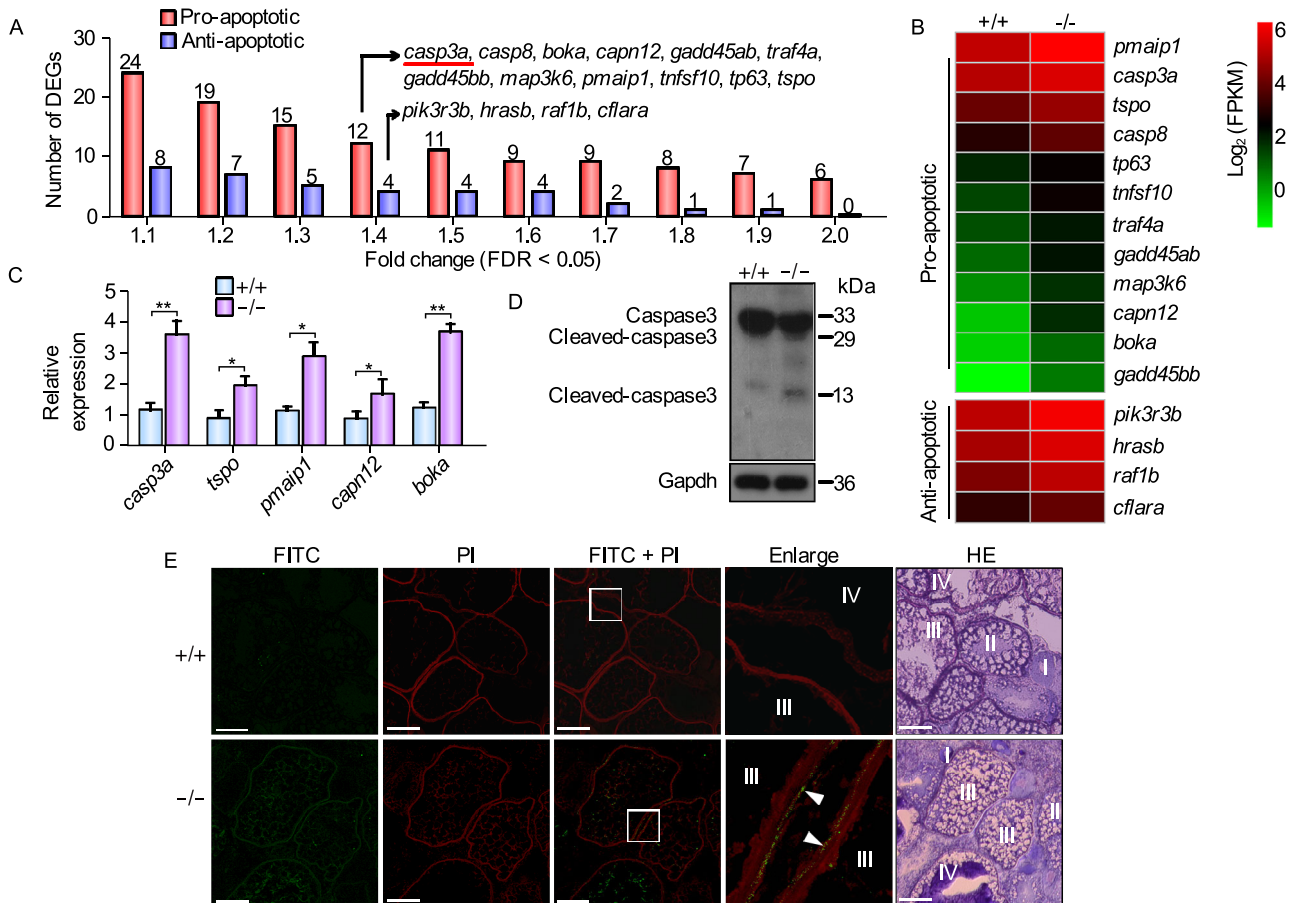 A
Pro-apoptotic
Anti-apoptotic
Number of DEGs
30
20
10
0
24
19
15
12
11
9
9
8
7
6
8
7
5
4
4
4
2
1
1
0
casp3a, casp8, boka, capn12, gadd45ab, traf4a,
gadd45bb, map3k6, pmaip1, tnfsf10, tp63, tspo
pik3r3b, hrasb, raf1b, cflara
1.1 1.2 1.3 1.4 1.5 1.6 1.7 1.8 1.9 2.0
Fold change (FDR < 0.05)
B
+/+ -/-
Pro-apoptotic
pmaip1
casp3a
tspo
casp8
tp63
tnfsf10
traf4a
gadd45ab
map3k6
capn12
boka
gadd45bb
Anti-apoptotic
pik3r3b
hrasb
raf1b
cflara
6
4
2
0
Log2 (FPKM)
C
+/+
−/−
Relative
expression
5
4
3
2
1
0
** * * * **
casp3a tspo pmaip1 capn12 boka
D
+/+ −/− kDa
Caspase3 33
Cleaved-caspase3 29
Cleaved-caspase3 13
Gapdh 36
E
FITC PI FITC + PI Enlarge HE
+/+
IV
III
IV
III
II
I
−/−
III
III
I
III
II
III
IV